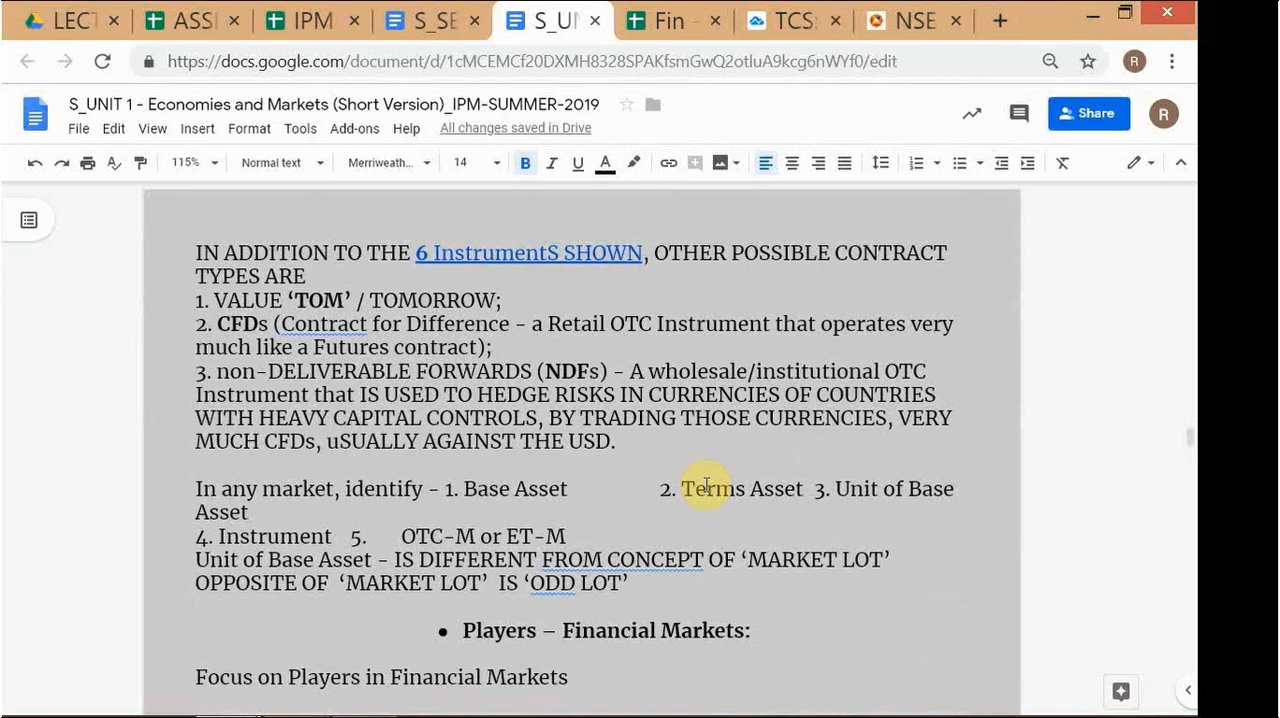 LECT
ASSI
IPM
S_SE
S_UN
Fin -
TCS:
NSE
https://docs.google.com/document/d/1cMCEMCf20DXMH8328SPAKfsmGwQ2otluA9kcg6nWYf0/edit
R
S_UNIT 1 - Economies and Markets (Short Version)_IPM-SUMMER-2019
File Edit View Insert Format Tools Add-ons Help All changes saved in Drive
Share
R
115% Normal text Merriweath... 14 B I U A
IN ADDITION TO THE 6 InstrumentS SHOWN, OTHER POSSIBLE CONTRACT
TYPES ARE
1. VALUE ‘TOM’ / TOMORROW;
2. CFDs (Contract for Difference - a Retail OTC Instrument that operates very
much like a Futures contract);
3. non-DELIVERABLE FORWARDS (NDFs) - A wholesale/institutional OTC
Instrument that IS USED TO HEDGE RISKS IN CURRENCIES OF COUNTRIES
WITH HEAVY CAPITAL CONTROLS, BY TRADING THOSE CURRENCIES, VERY
MUCH CFDs, uSUALLY AGAINST THE USD.
In any market, identify - 1. Base Asset 2. Terms Asset 3. Unit of Base
Asset
4. Instrument 5. OTC-M or ET-M
Unit of Base Asset - IS DIFFERENT FROM CONCEPT OF ‘MARKET LOT’
OPPOSITE OF ‘MARKET LOT’ IS ‘ODD LOT’
● Players – Financial Markets:
Focus on Players in Financial Markets